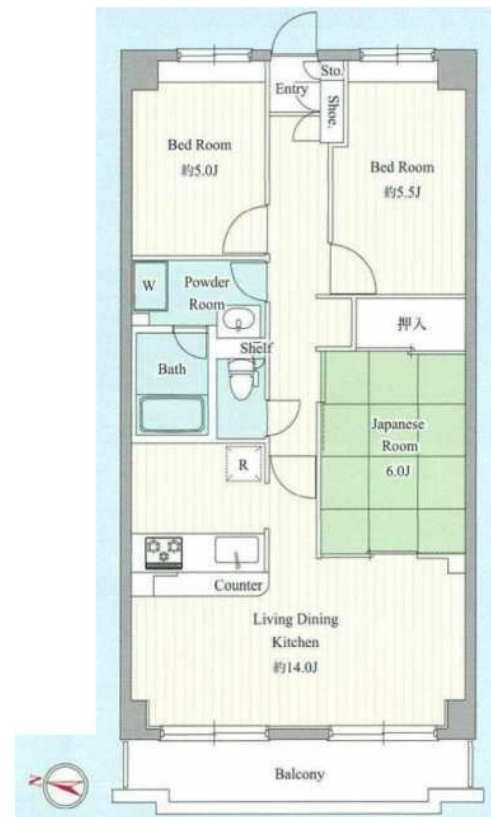 Sto.
Entry
Shoe.
Bed Room
約5.0J
Bed Room
約5.5J
W
Powder
Room
Shelf
Bath
押入
Japanese
Room
6.0J
R
Counter
Living Dining
Kitchen
約14.0J
Balcony
N